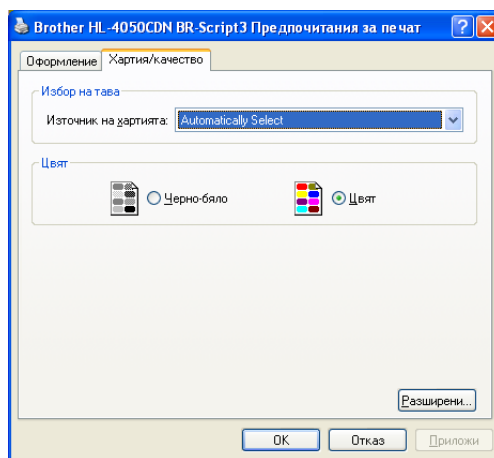 Brother HL-4050CDN BR-Script3 Предпочитания за печат
Оформление Хартия/качество
Избор на тава
Източник на хартията: Automatically Select
Цвят
Черно-бяло Цвят
Разширени...
OK Отказ Приложи